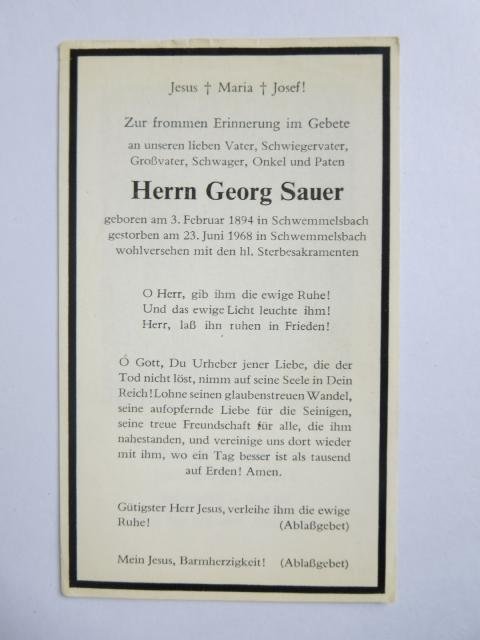 Jesus † Maria † Josef!
Zur frommen Erinnerung im Gebete
an unseren lieben Vater, Schwiegervater,
Großvater, Schwager, Onkel und Paten
Herrn Georg Sauer
geboren am 3. Februar 1894 in Schwemmelsbach
gestorben am 23. Juni 1968 in Schwemmelsbach
wohlversehen mit den hl. Sterbesakramenten
O Herr, gib ihm die ewige Ruhe!
Und das ewige Licht leuchte ihm!
Herr, laß ihn ruhen in Frieden!
O Gott, Du Urheber jener Liebe, die der
Tod nicht löst, nimm auf seine Seele in Dein
Reich! Lohne seinen glaubenstreuen Wandel,
seine aufopfernde Liebe für die Seinigen,
seine treue Freundschaft für alle, die ihm
nahestanden, und vereinige uns dort wieder
mit ihm, wo ein Tag besser ist als tausend
auf Erden! Amen.
Gütigster Herr Jesus, verleihe ihm die ewige
Ruhe! (Ablaßgebet)
Mein Jesus, Barmherzigkeit! (Ablaßgebet)